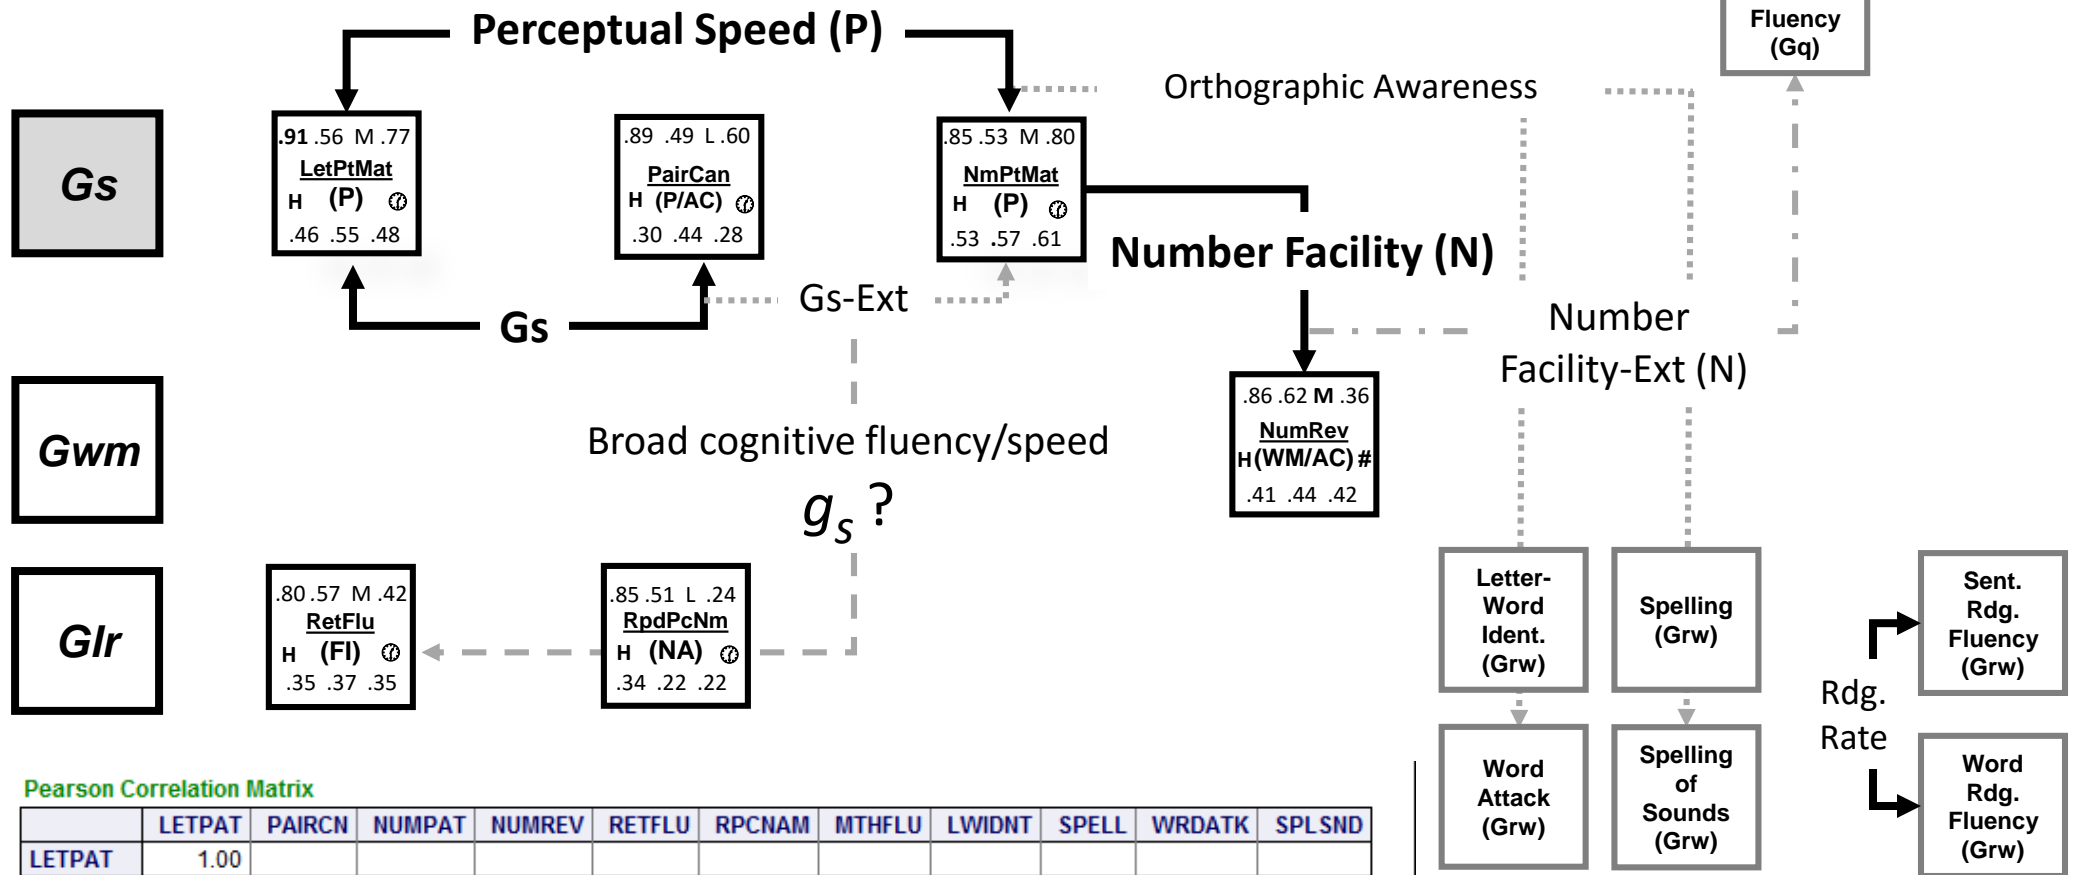 Perceptual Speed (P)
Fluency
(Gq)
Orthographic Awareness
Gs
.91 .56 M .77
LetPtMat
H (P)
.46 .55 .48
.89 .49 L .60
PairCan
H (P/AC)
.30 .44 .28
.85 .53 M .80
NmPtMat
H (P)
.53 .57 .61
Number Facility (N)
Gs-Ext
Gs
Number
Facility-Ext (N)
Gwm
Broad cognitive fluency/speed
gs ?
.86 .62 M .36
NumRev
H (WM/AC) #
.41 .44 .42
Glr
.80 .57 M .42
RetFlu
H (FI)
.35 .37 .35
.85 .51 L .24
RpdPcNm
H (NA)
.34 .22 .22
Letter-
Word
Ident.
(Grw)
Spelling
(Grw)
Sent.
Rdg.
Fluency
(Grw)
Rdg.
Rate
Word
Attack
(Grw)
Spelling
of
Sounds
(Grw)
Word
Rdg.
Fluency
(Grw)
Pearson Correlation Matrix
LETPAT PAIRCN NUMPAT NUMREV RETFLU RPCNAM MTHFLU LWIDNT SPELL WRDATK SPLSND
LETPAT 1.00